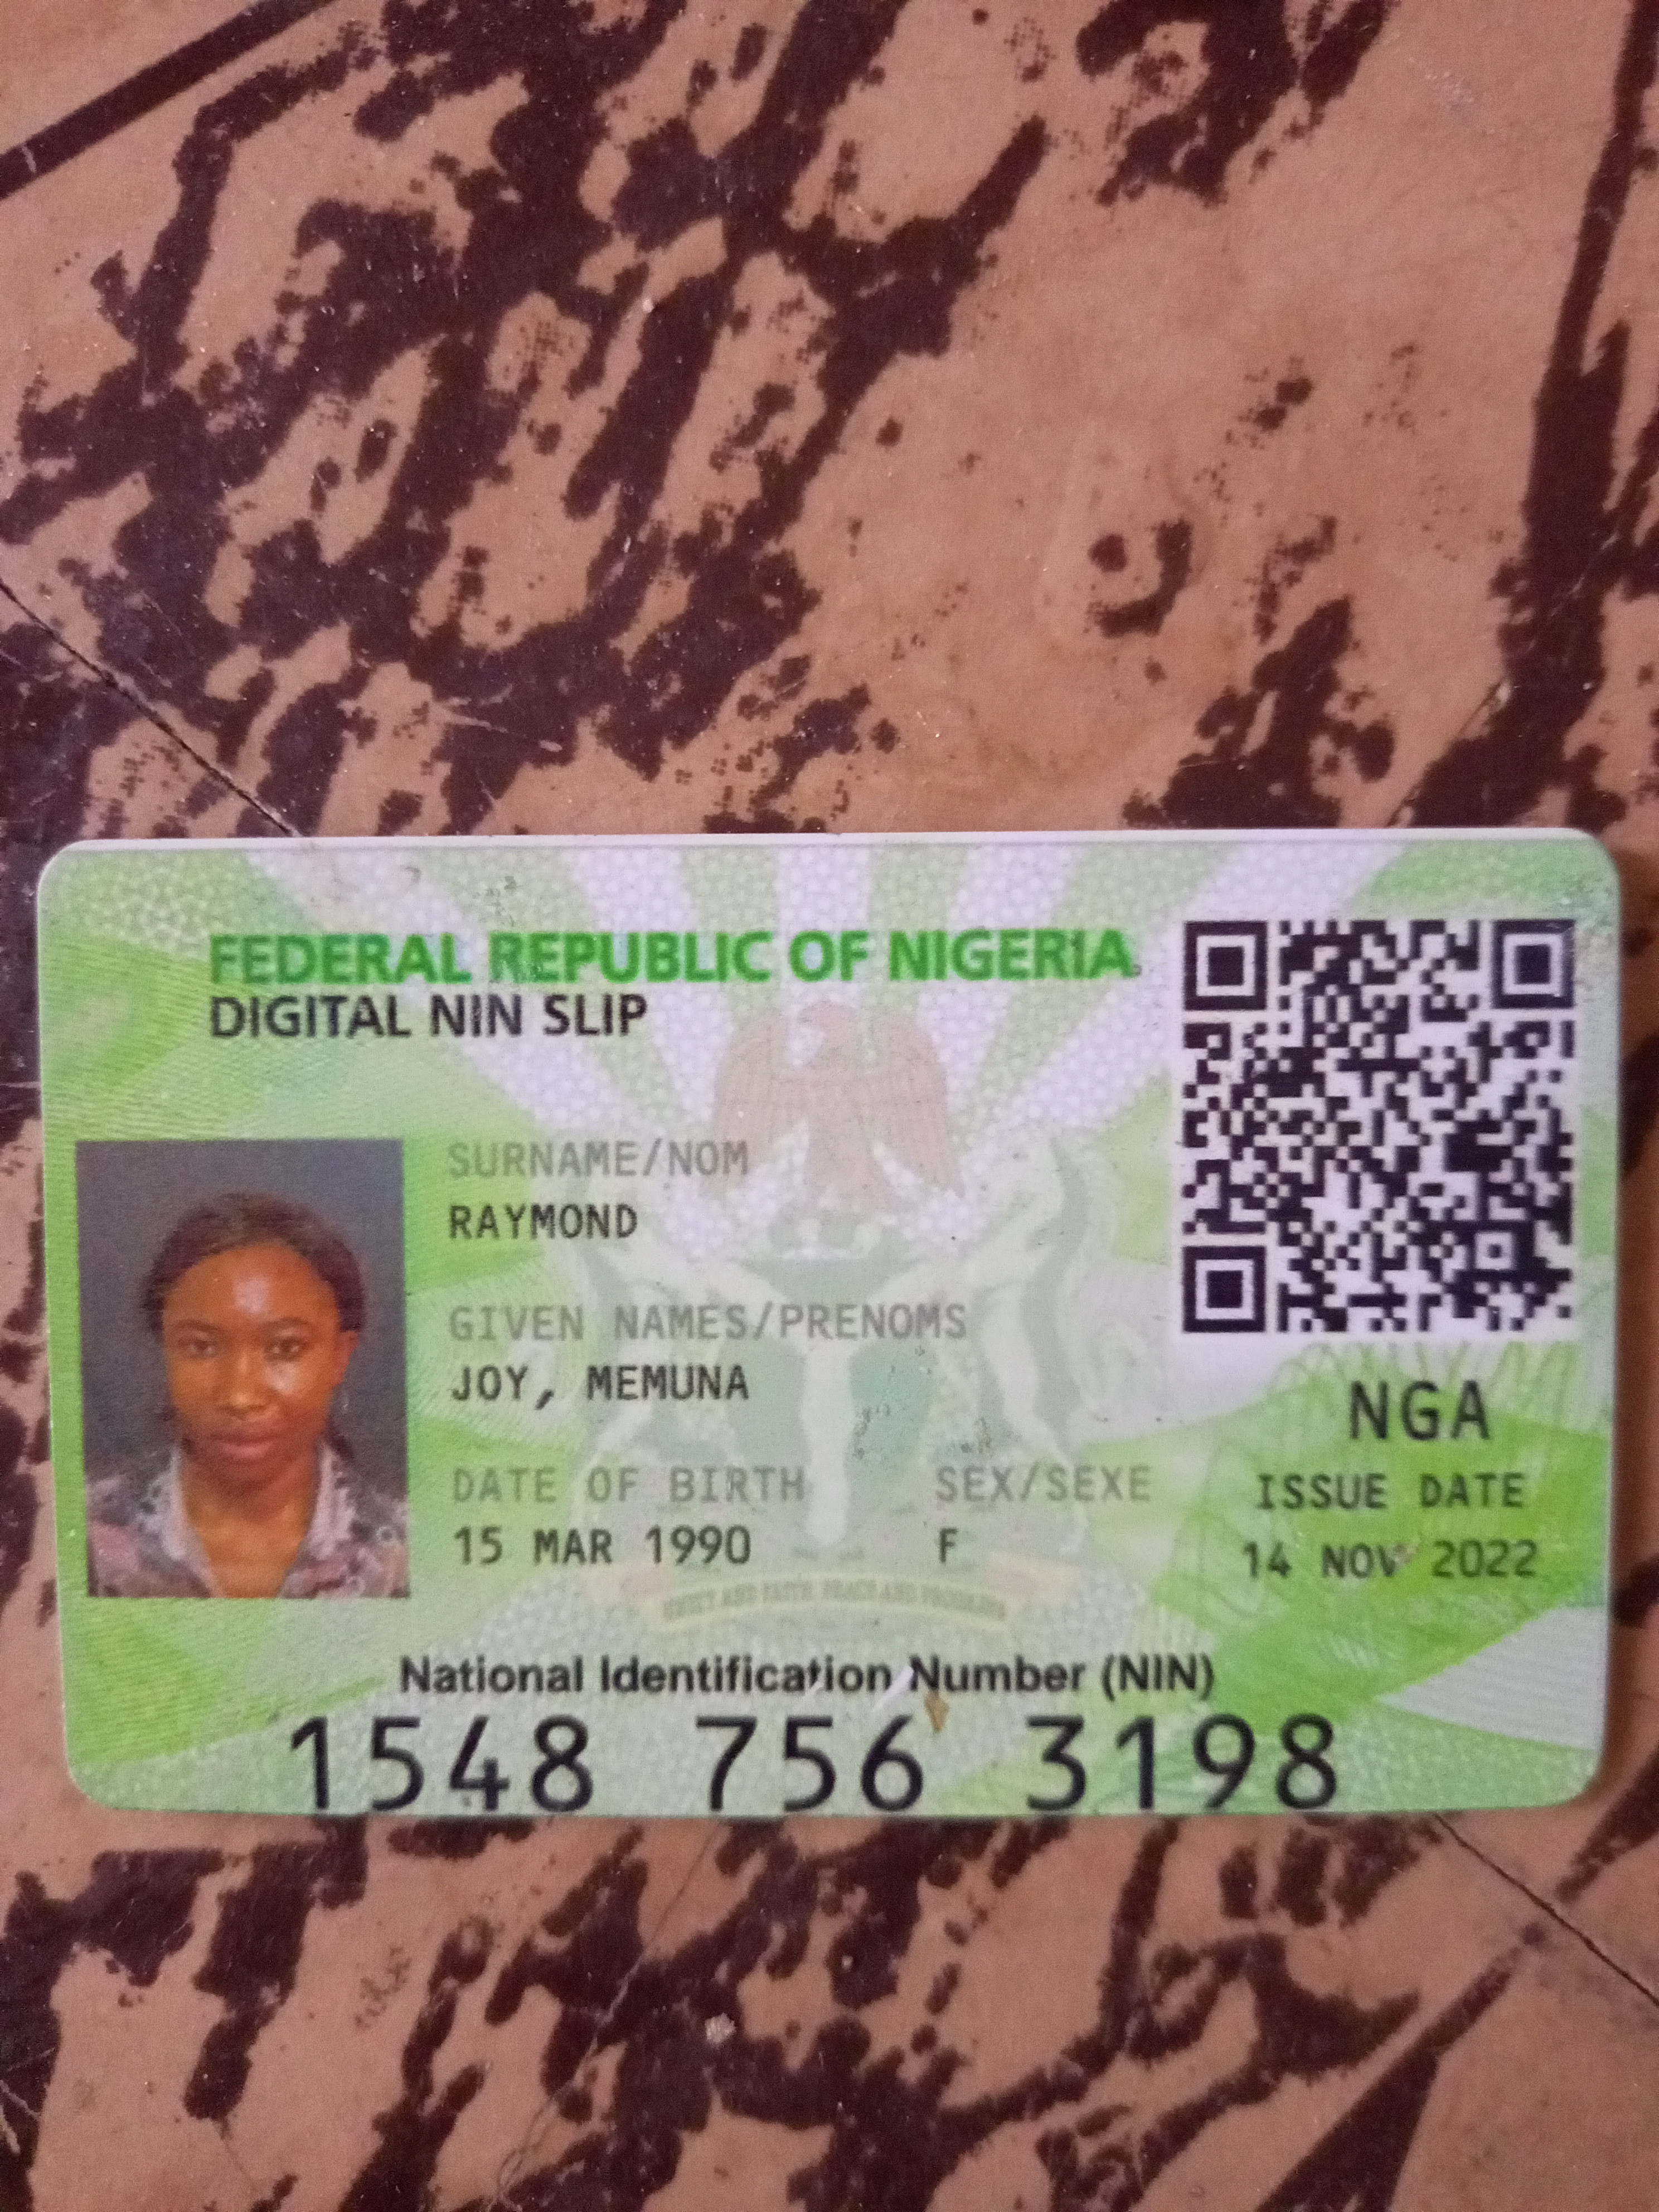 FEDERAL REPUBLIC OF NIGERIA
DIGITAL NIN SLIP
SURNAME/NOM
RAYMOND
GIVEN NAMES/PRENOMS
JOY, MEMUNA
DATE OF BIRTH SEX/SEXE
15 MAR 1990 F
NGA
ISSUE DATE
14 NOV 2022
UNITY AND FAITH, PEACE AND PROGRESS
National Identification Number (NIN)
1548 756 3198